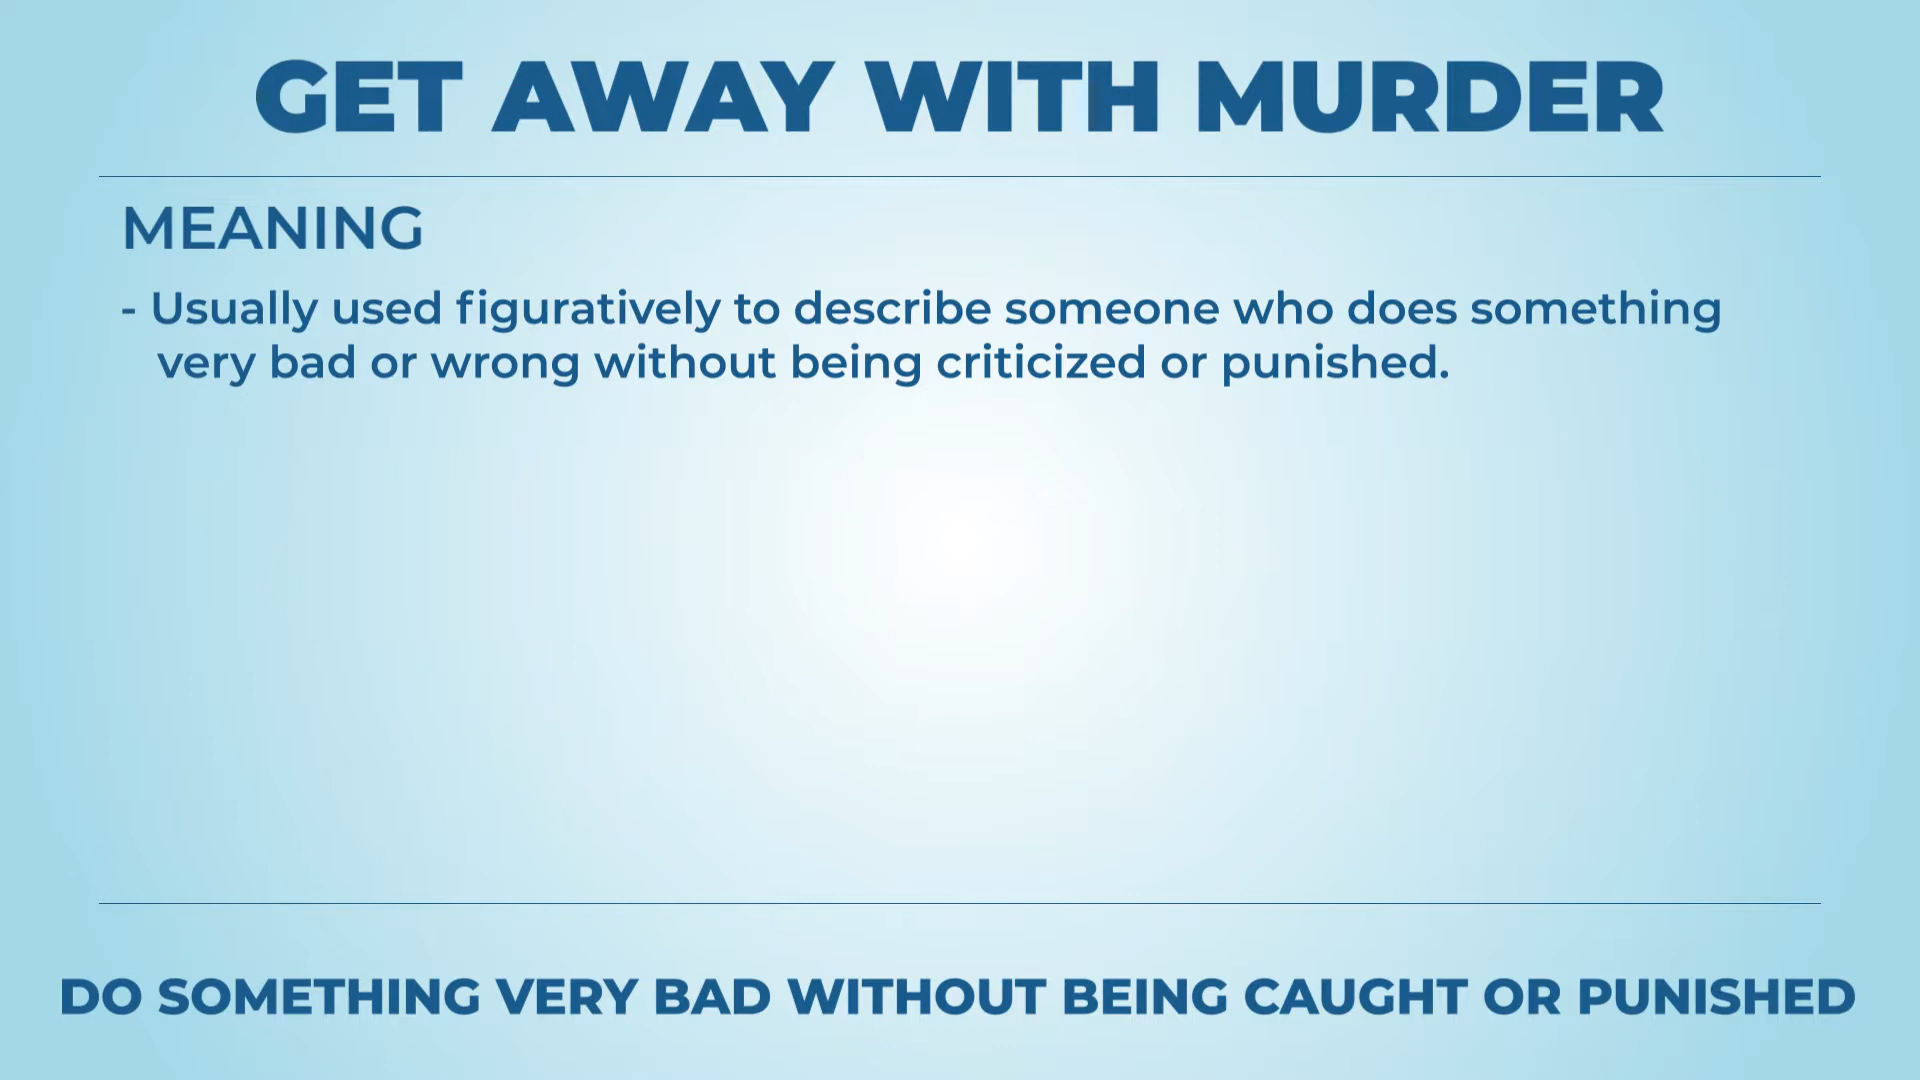 GET AWAY WITH MURDER
MEANING
- Usually used figuratively to describe someone who does something
very bad or wrong without being criticized or punished.
DO SOMETHING VERY BAD WITHOUT BEING CAUGHT OR PUNISHED